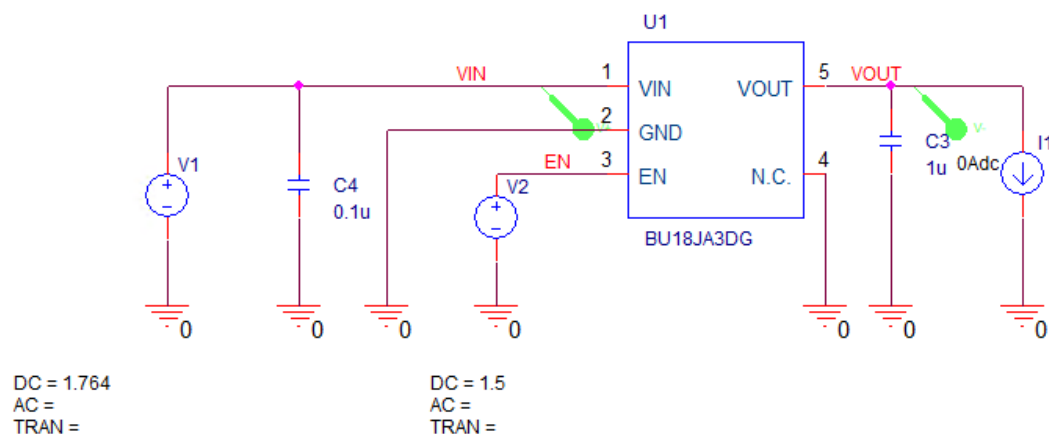 U1
VIN
1
VIN
VOUT
5
VOUT
2
GND
V1
EN
3
EN
N.C.
4
C3
1u
0Adc
I1
C4
0.1u
V2
BU18JA3DG
0
0
0
0
0
0
0
DC = 1.764
AC =
TRAN =
DC = 1.5
AC =
TRAN =